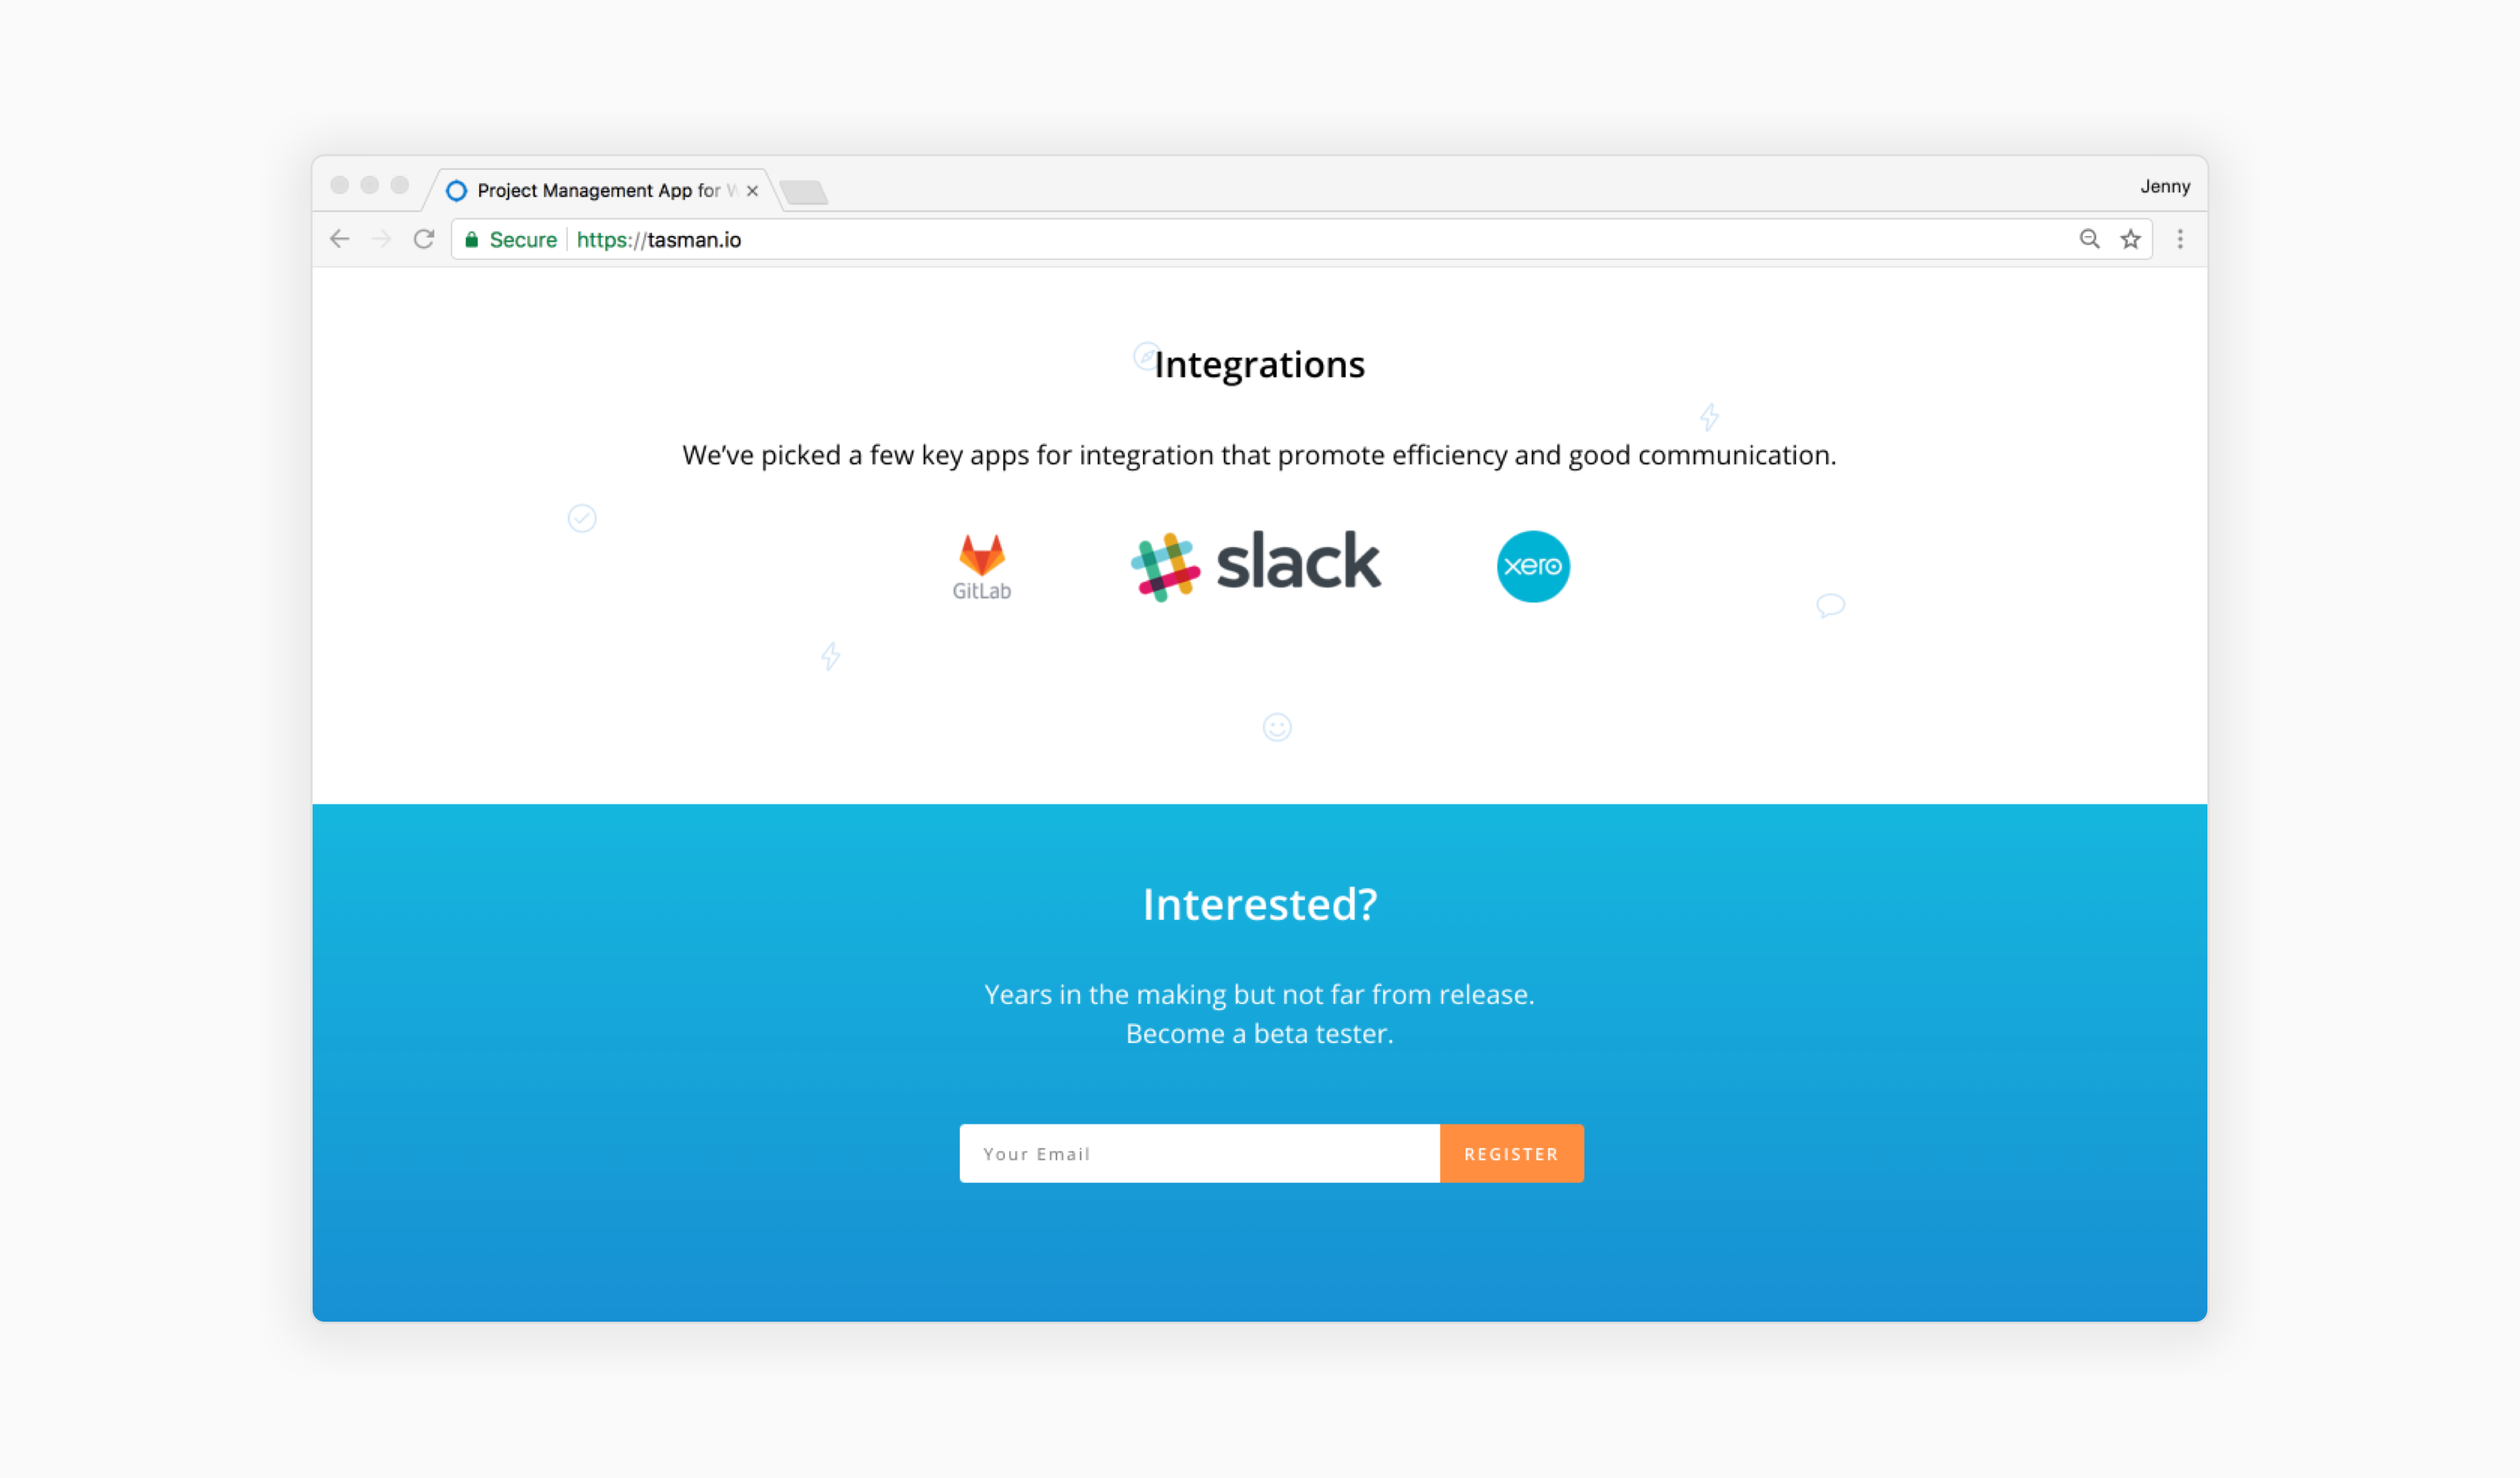 Project Management App for W
Jenny
Secure https://tasman.io
Integrations
We’ve picked a few key apps for integration that promote efficiency and good communication.
GitLab
slack
xero
Interested?
Years in the making but not far from release.
Become a beta tester.
Your Email
REGISTER